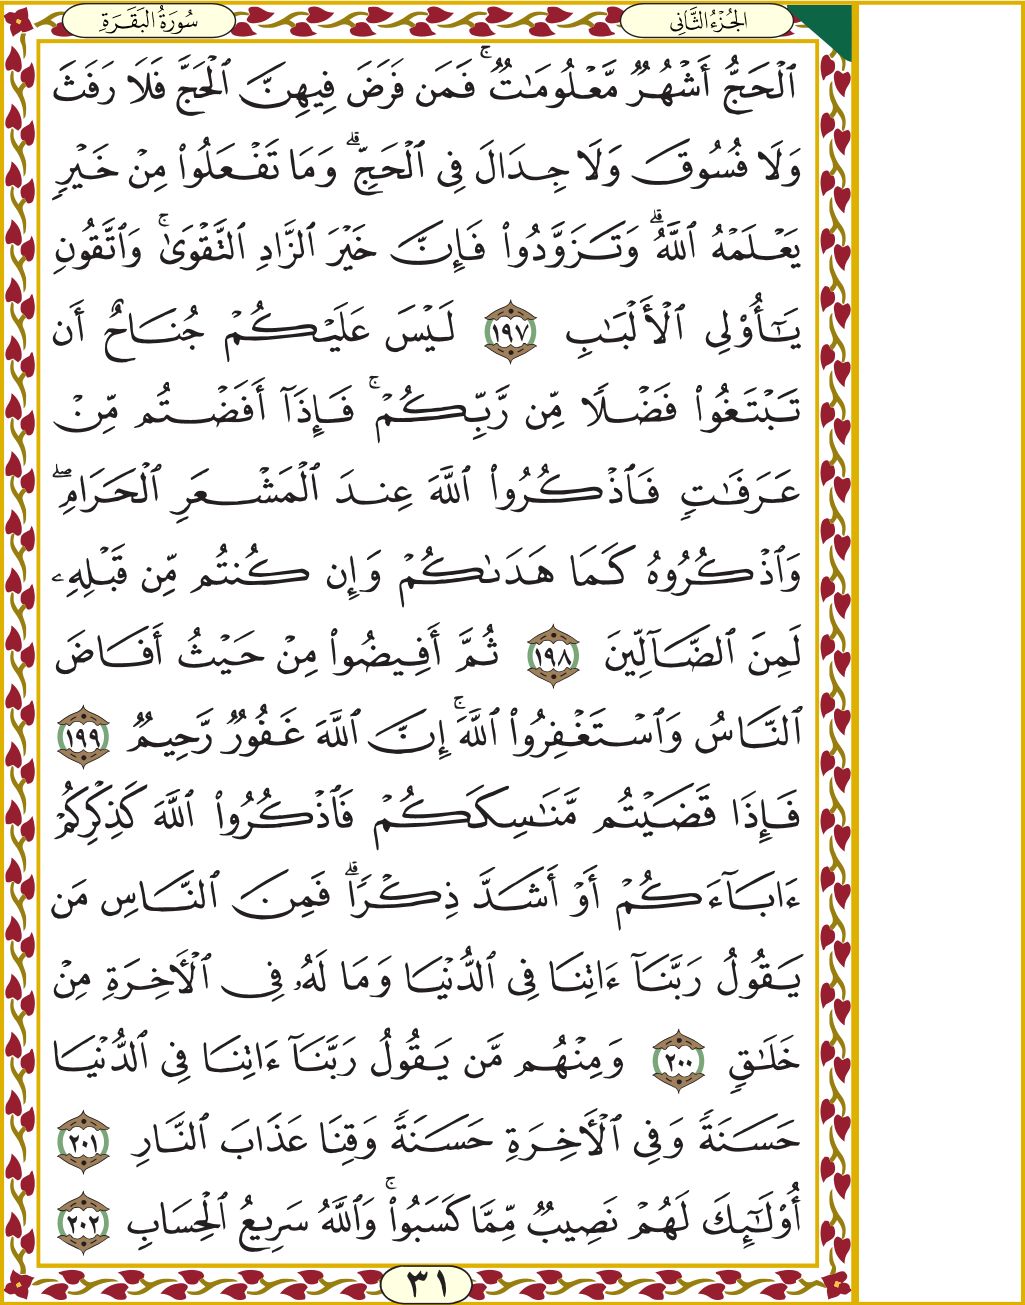 الجُزْءُ الثَّانِى
سُورَةُ البَقَرَةِ
ٱلْحَجُّ أَشْهُرٌ مَّعْلُومَٰتٌ ۚ فَمَن فَرَضَ فِيهِنَّ ٱلْحَجَّ فَلَا رَفَثَ
وَلَا فُسُوقَ وَلَا جِدَالَ فِى ٱلْحَجِّ ۗ وَمَا تَفْعَلُوا۟ مِنْ خَيْرٍ
يَعْلَمْهُ ٱللَّهُ ۗ وَتَزَوَّدُوا۟ فَإِنَّ خَيْرَ ٱلزَّادِ ٱلتَّقْوَىٰ ۚ وَٱتَّقُونِ
يَٰٓأُو۟لِى ٱلْأَلْبَٰبِ ١٩٧ لَيْسَ عَلَيْكُمْ جُنَاحٌ أَن
تَبْتَغُوا۟ فَضْلًا مِّن رَّبِّكُمْ ۚ فَإِذَآ أَفَضْتُم مِّنْ
عَرَفَٰتٍ فَٱذْكُرُوا۟ ٱللَّهَ عِندَ ٱلْمَشْعَرِ ٱلْحَرَامِ ۖ
وَٱذْكُرُوهُ كَمَا هَدَىٰكُمْ وَإِن كُنتُم مِّن قَبْلِهِۦ
لَمِنَ ٱلضَّآلِّينَ ١٩٨ ثُمَّ أَفِيضُوا۟ مِنْ حَيْثُ أَفَاضَ
ٱلنَّاسُ وَٱسْتَغْفِرُوا۟ ٱللَّهَ ۚ إِنَّ ٱللَّهَ غَفُورٌ رَّحِيمٌ ١٩٩
فَإِذَا قَضَيْتُم مَّنَٰسِكَكُمْ فَٱذْكُرُوا۟ ٱللَّهَ كَذِكْرِكُمْ
ءَابَآءَكُمْ أَوْ أَشَدَّ ذِكْرًا ۗ فَمِنَ ٱلنَّاسِ مَن
يَقُولُ رَبَّنَآ ءَاتِنَا فِى ٱلدُّنْيَا وَمَا لَهُۥ فِى ٱلْأَخِرَةِ مِنْ
خَلَٰقٍ ٢٠٠ وَمِنْهُم مَّن يَقُولُ رَبَّنَآ ءَاتِنَا فِى ٱلدُّنْيَا
حَسَنَةً وَفِى ٱلْأَخِرَةِ حَسَنَةً وَقِنَا عَذَابَ ٱلنَّارِ ٢٠١
أُو۟لَٰٓئِكَ لَهُمْ نَصِيبٌ مِّمَّا كَسَبُوا۟ ۚ وَٱللَّهُ سَرِيعُ ٱلْحِسَابِ ٢٠٢
٣١